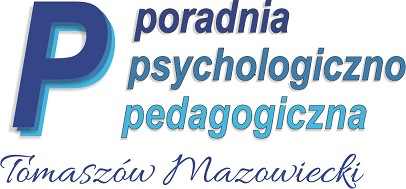 P
poradnia
psychologiczno
pedagogiczna
Tomaszów Mazowiecki